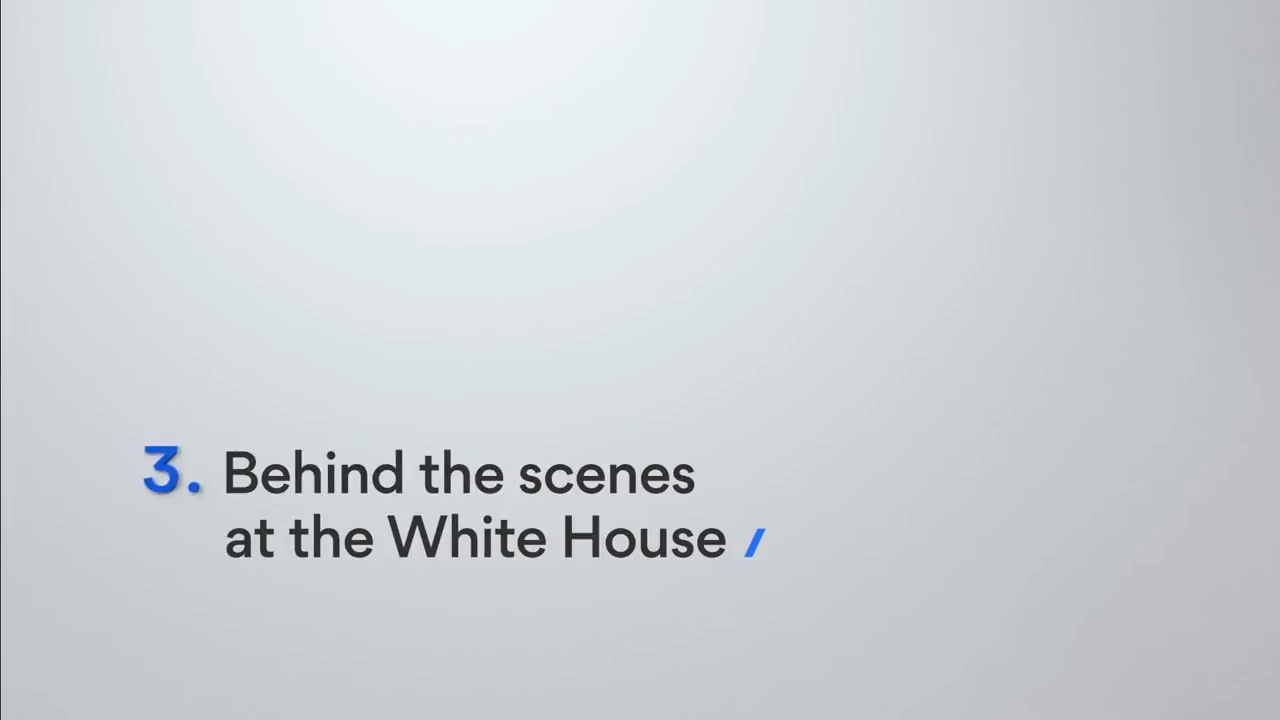 3. Behind the scenes
at the White House /